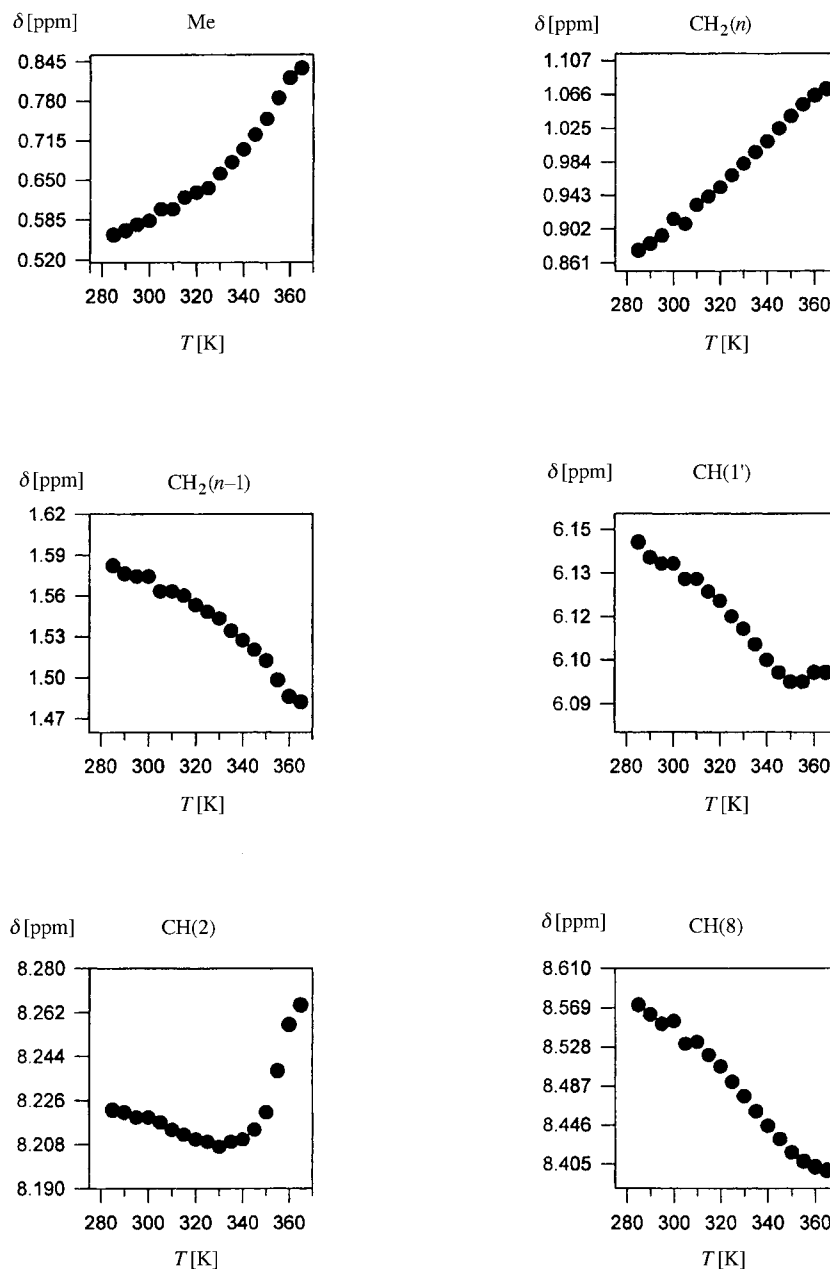 δ [ppm] Me
0.845
0.780
0.715
0.650
0.585
0.520
280 300 320 340 360
T [K]
δ [ppm] CH2(n)
1.107
1.066
1.025
0.984
0.943
0.902
0.861
280 300 320 340 360
T [K]
δ [ppm] CH2(n–1)
1.62
1.59
1.56
1.53
1.50
1.47
280 300 320 340 360
T [K]
δ [ppm] CH(1')
6.15
6.13
6.12
6.10
6.09
280 300 320 340 360
T [K]
δ [ppm] CH(2)
8.280
8.262
8.244
8.226
8.208
8.190
280 300 320 340 360
T [K]
δ [ppm] CH(8)
8.610
8.569
8.528
8.487
8.446
8.405
280 300 320 340 360
T [K]